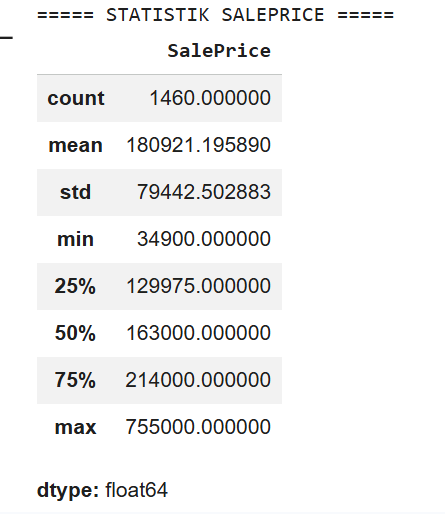 ===== STATISTIK SALEPRICE =====
SalePrice
count 1460.000000
mean 180921.195890
std 79442.502883
min 34900.000000
25% 129975.000000
50% 163000.000000
75% 214000.000000
max 755000.000000
dtype: float64